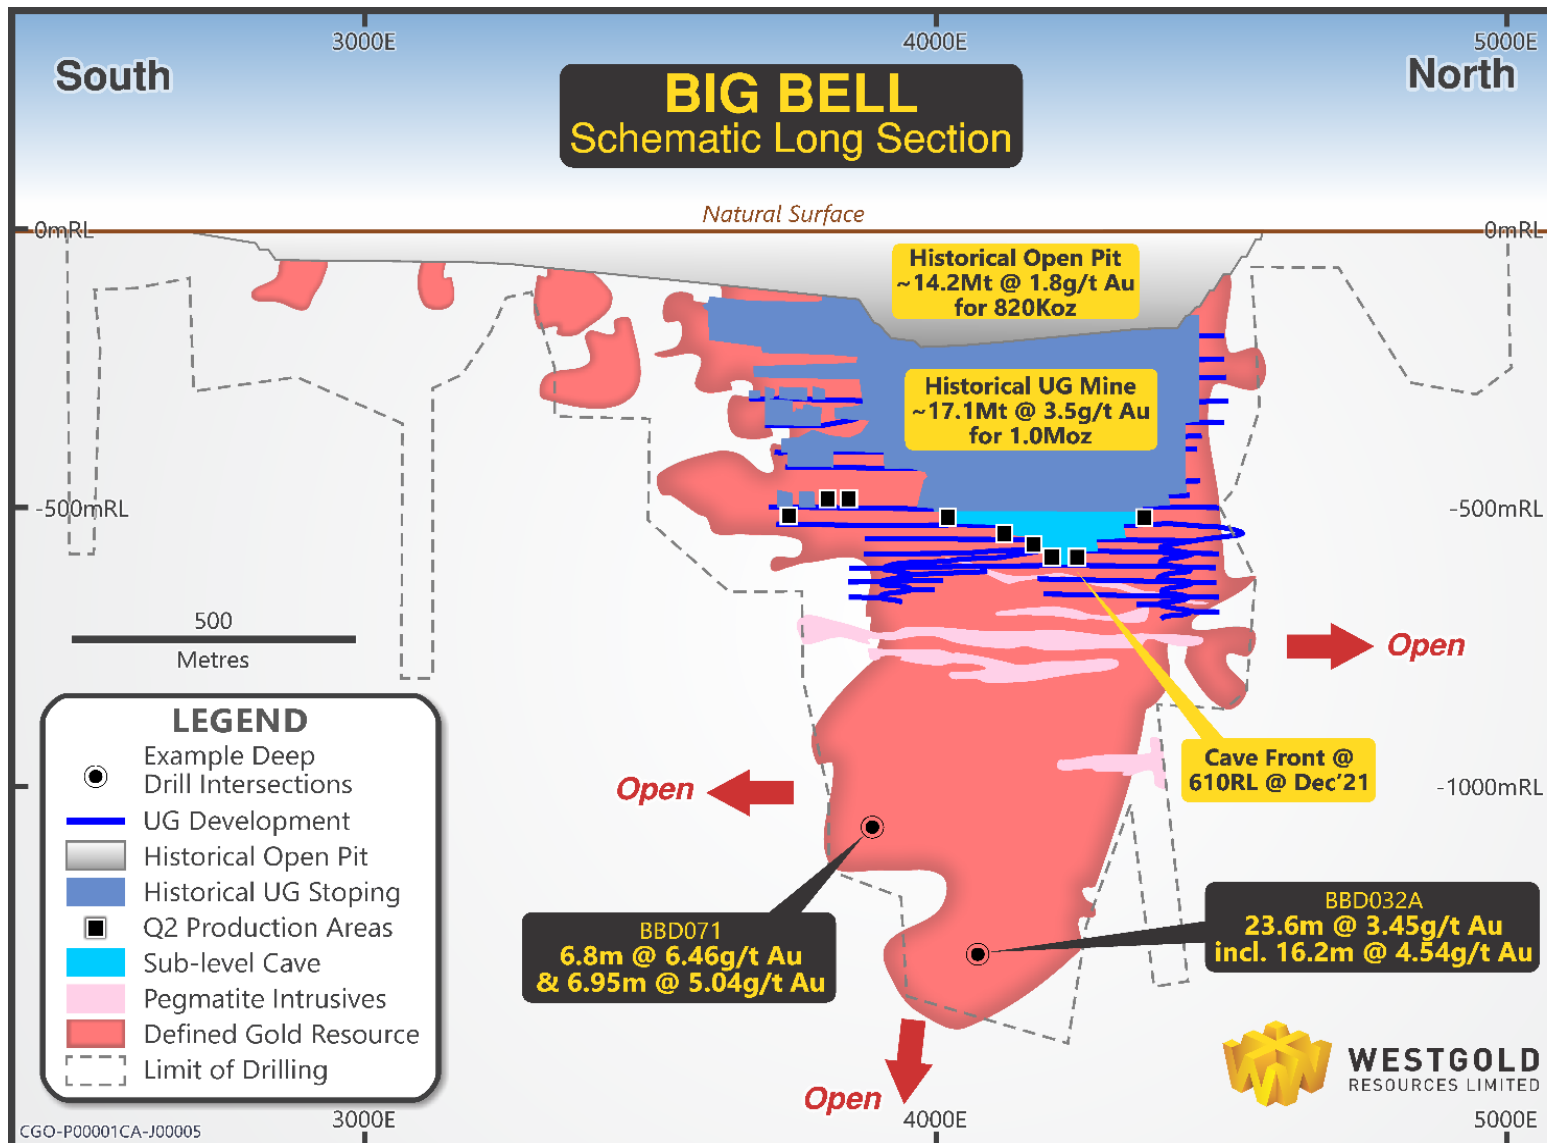 3000E
4000E
5000E
South
North
BIG BELL
Schematic Long Section
Natural Surface
0mRL
0mRL
Historical Open Pit
~14.2Mt @ 1.8g/t Au
for 820Koz
Historical UG Mine
~17.1Mt @ 3.5g/t Au
for 1.0Moz
-500mRL
-500mRL
500
Metres
Open
Open
Cave Front @
610RL @ Dec'21
-1000mRL
LEGEND
Example Deep
Drill Intersections
UG Development
Historical Open Pit
Historical UG Stoping
Q2 Production Areas
Sub-level Cave
Pegmatite Intrusives
Defined Gold Resource
Limit of Drilling
BBD071
6.8m @ 6.46g/t Au
& 6.95m @ 5.04g/t Au
BBD032A
23.6m @ 3.45g/t Au
incl. 16.2m @ 4.54g/t Au
Open
WESTGOLD
RESOURCES LIMITED
CGO-P00001CA-J00005
3000E
4000E
5000E